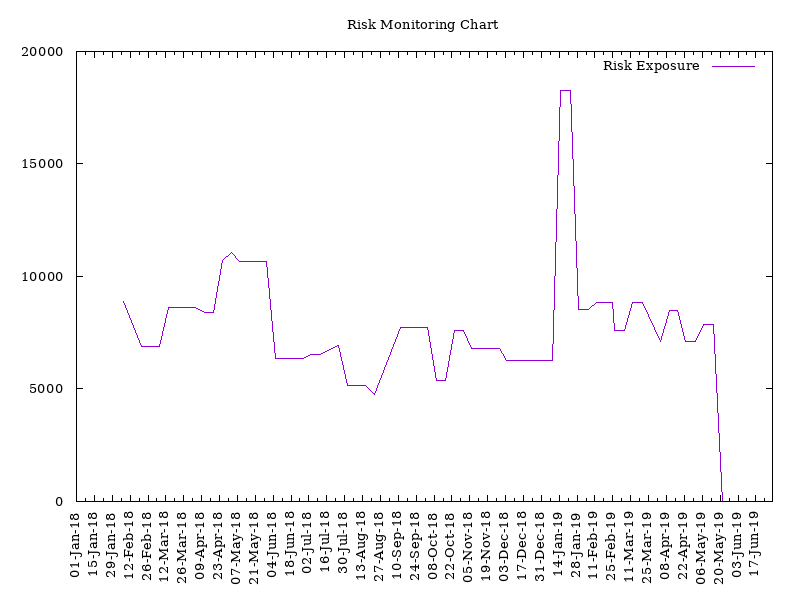 Risk Monitoring Chart
20000
Risk Exposure
15000
10000
5000
0
01-Jan-18
15-Jan-18
29-Jan-18
12-Feb-18
26-Feb-18
12-Mar-18
26-Mar-18
09-Apr-18
23-Apr-18
07-May-18
21-May-18
04-Jun-18
18-Jun-18
02-Jul-18
16-Jul-18
30-Jul-18
13-Aug-18
27-Aug-18
10-Sep-18
24-Sep-18
08-Oct-18
22-Oct-18
05-Nov-18
19-Nov-18
03-Dec-18
17-Dec-18
31-Dec-18
14-Jan-19
28-Jan-19
11-Feb-19
25-Feb-19
11-Mar-19
25-Mar-19
08-Apr-19
22-Apr-19
06-May-19
20-May-19
03-Jun-19
17-Jun-19